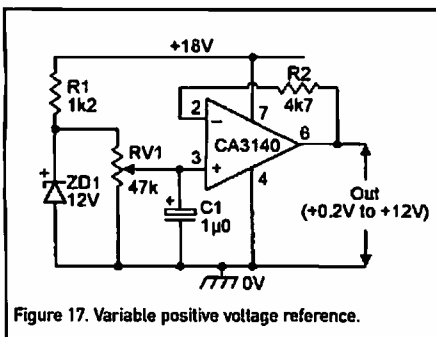 +18V
R1
1k2
R2
4k7
2
−
7
CA3140
6
3
+
4
RV1
47k
+
ZD1
12V
+
C1
1µ0
Out
(+0.2V to +12V)
0V
Figure 17. Variable positive voltage reference.